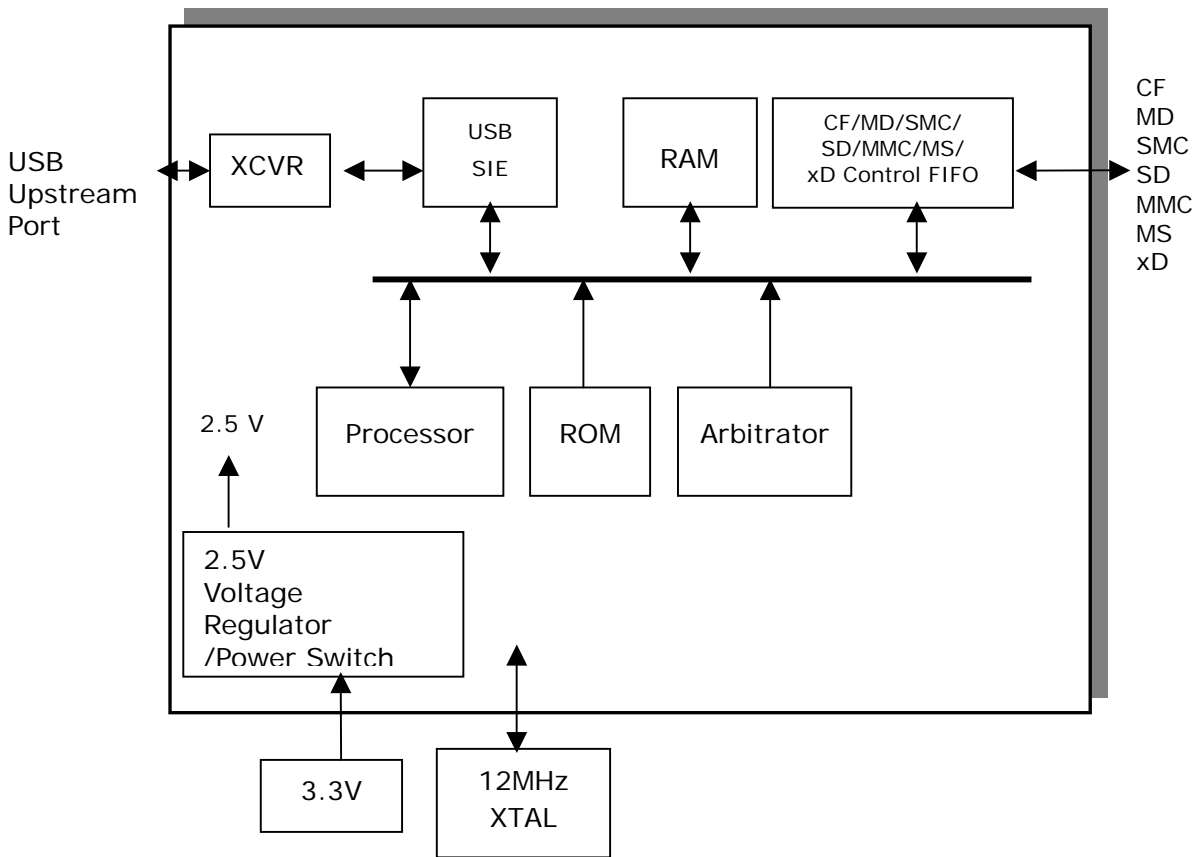 USB
Upstream
Port
XCVR
USB
SIE
RAM
CF/MD/SMC/
SD/MMC/MS/
xD Control FIFO
CF
MD
SMC
SD
MMC
MS
xD
Processor
ROM
Arbitrator
2.5 V
2.5V
Voltage
Regulator
/Power Switch
3.3V
12MHz
XTAL